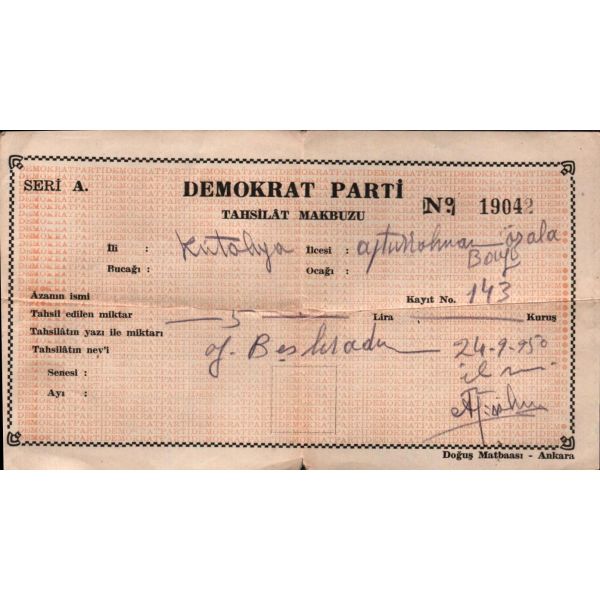 SERİ A.
DEMOKRAT PARTİ
TAHSİLÂT MAKBUZU
No 19042
İli : Kütahya İlcesi :
Bucağı : Ocağı :
Azanın ismi Kayıt No. 143
Tahsil edilen miktar 5 Lira Kuruş
Tahsilâtın yazı ile miktarı
Tahsilâtın nev'i Beş liradır 24-9-950
Senesi :
Ayı :
Doğuş Matbaası - Ankara